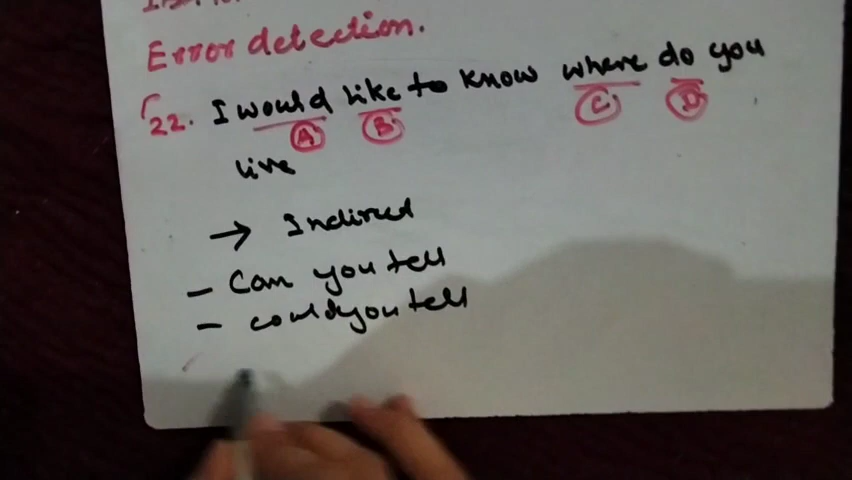 Error detection.
22. I would like to know where do you
A B C D
live
→ Indirect
- Can you tell
- could you tell